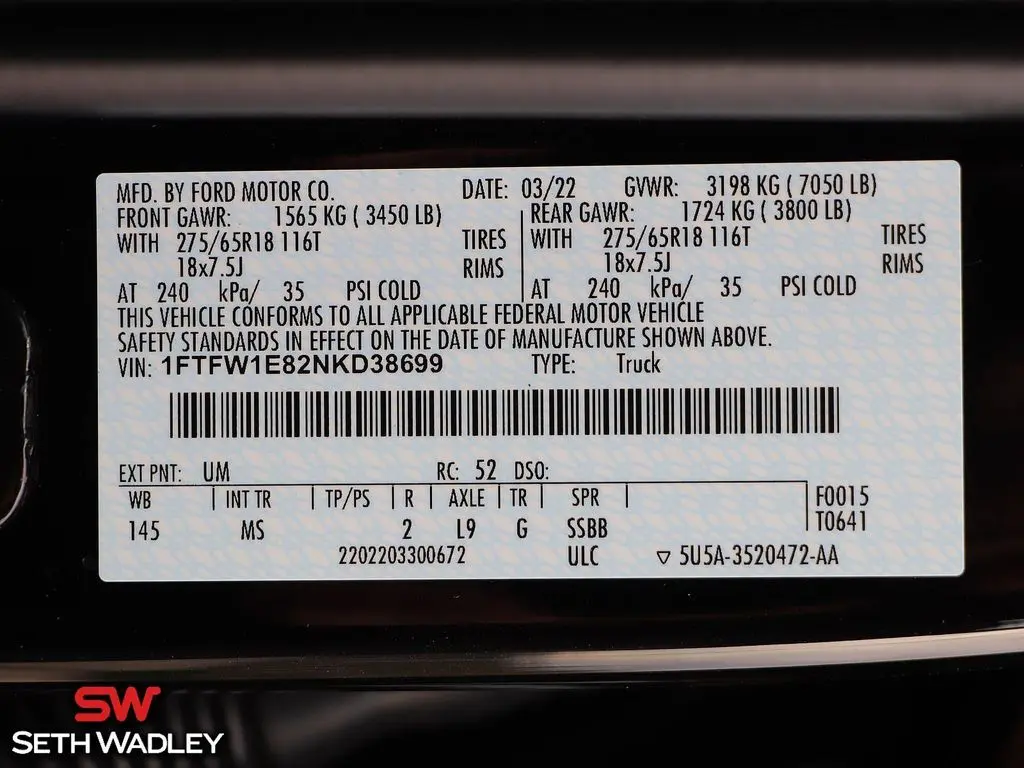 MFD. BY FORD MOTOR CO. DATE: 03/22 GVWR: 3198 KG ( 7050 LB)
FRONT GAWR: 1565 KG ( 3450 LB) REAR GAWR: 1724 KG ( 3800 LB)
WITH 275/65R18 116T TIRES WITH 275/65R18 116T TIRES
18x7.5J RIMS 18x7.5J RIMS
AT 240 kPa/ 35 PSI COLD AT 240 kPa/ 35 PSI COLD
THIS VEHICLE CONFORMS TO ALL APPLICABLE FEDERAL MOTOR VEHICLE
SAFETY STANDARDS IN EFFECT ON THE DATE OF MANUFACTURE SHOWN ABOVE.
VIN: 1FTFW1E82NKD38699 TYPE: Truck
EXT PNT: UM RC: 52 DSO:
WB INT TR TP/PS R AXLE TR SPR F0015
145 MS 2 L9 G SSBB T0641
2202203300672 ULC ▽ 5U5A-3520472-AA
SW
SETH WADLEY